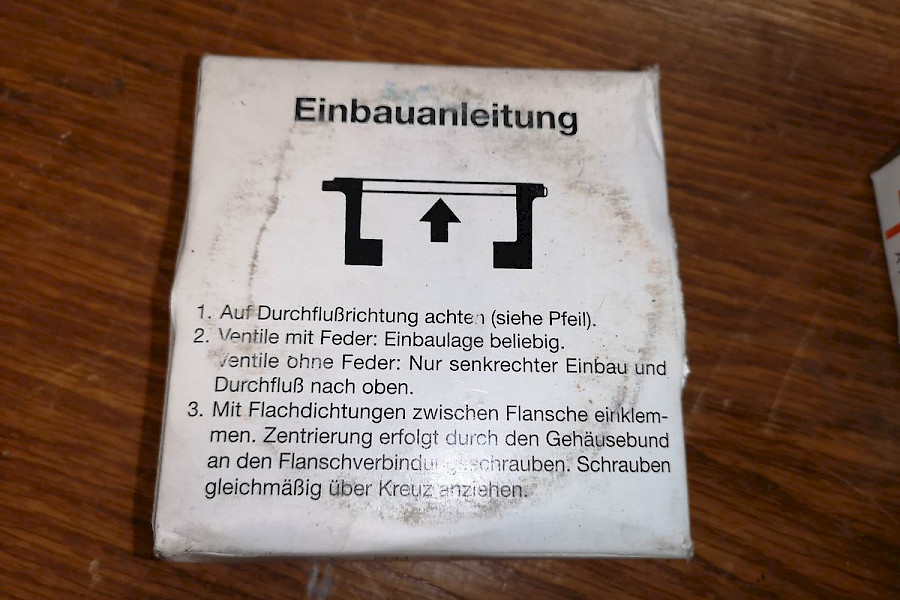 Einbauanleitung
1. Auf Durchflußrichtung achten (siehe Pfeil).
2. Ventile mit Feder: Einbaulage beliebig.
Ventile ohne Feder: Nur senkrechter Einbau und
Durchfluß nach oben.
3. Mit Flachdichtungen zwischen Flansche einklem-
men. Zentrierung erfolgt durch den Gehäusebund
an den Flanschverbindungsschrauben. Schrauben
gleichmäßig über Kreuz anziehen.